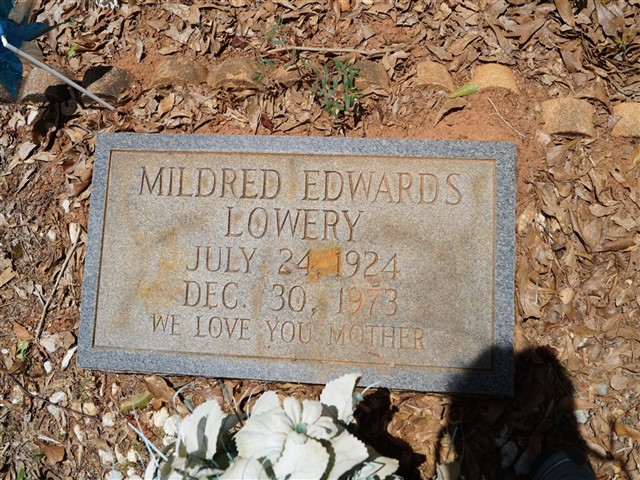 MILDRED EDWARDS
LOWERY
JULY 24, 1924
DEC. 30, 1973
WE LOVE YOU MOTHER